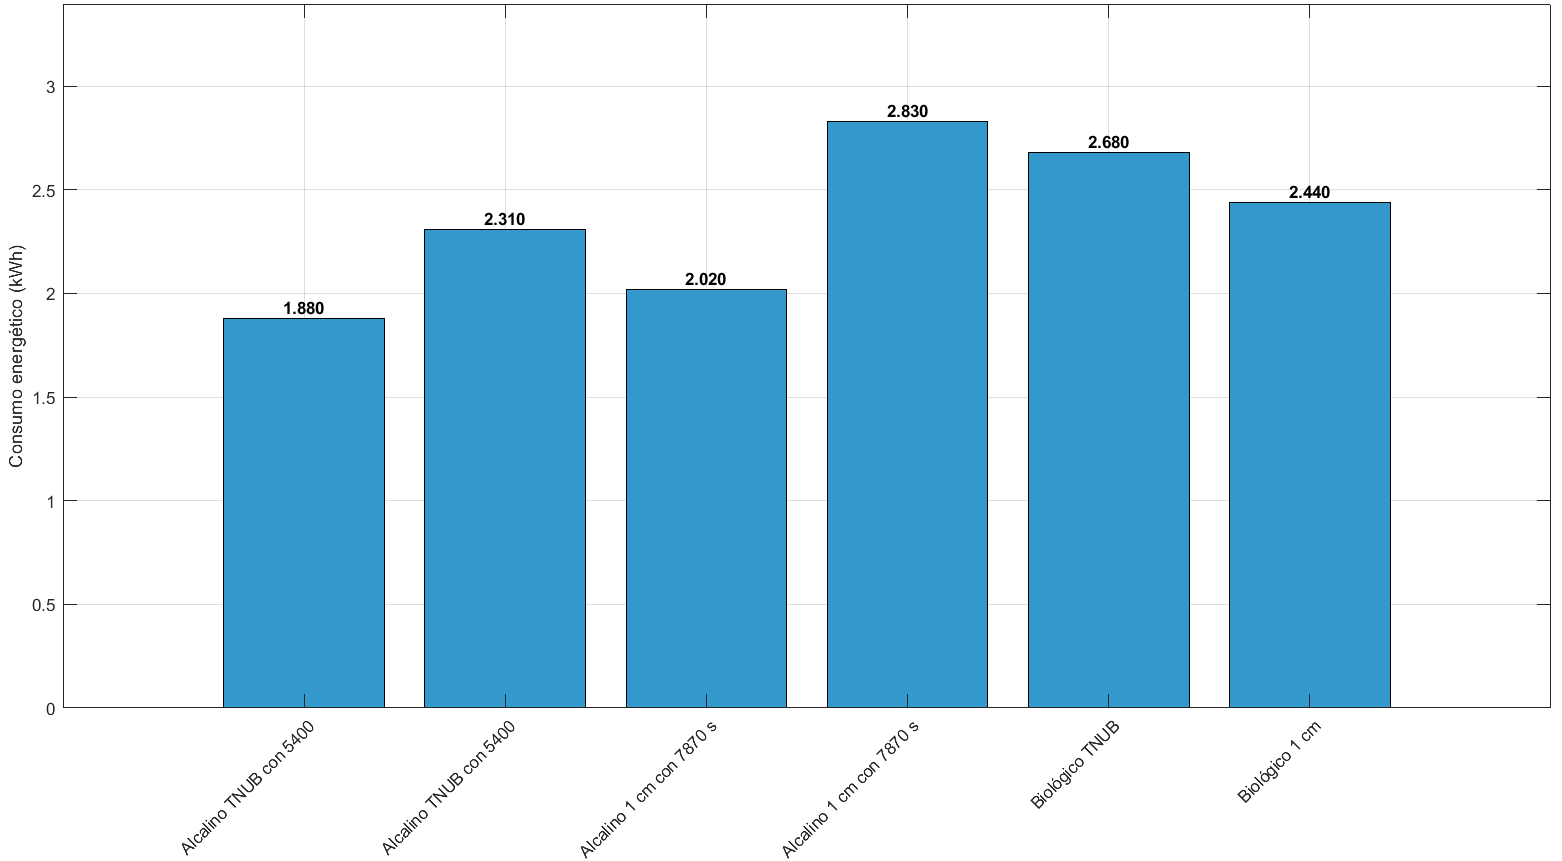 Consumo energético (kWh)
3
2.5
2
1.5
1
0.5
0
1.880
2.310
2.020
2.830
2.680
2.440
Alcalino TNUB con 5400
Alcalino TNUB con 5400
Alcalino 1 cm con 7870 s
Alcalino 1 cm con 7870 s
Biológico TNUB
Biológico 1 cm